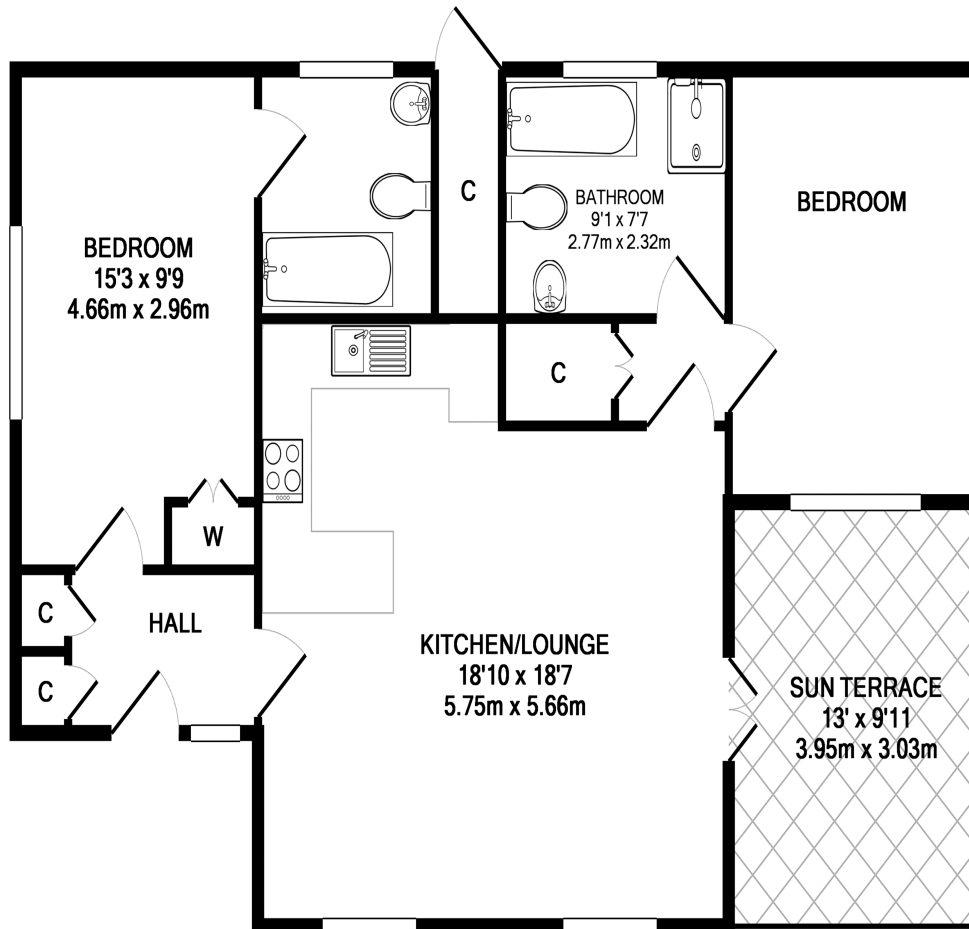 C
BATHROOM
9'1 x 7'7
2.77m x 2.32m
BEDROOM
BEDROOM
15'3 x 9'9
4.66m x 2.96m
C
W
C
HALL
C
KITCHEN/LOUNGE
18'10 x 18'7
5.75m x 5.66m
SUN TERRACE
13' x 9'11
3.95m x 3.03m